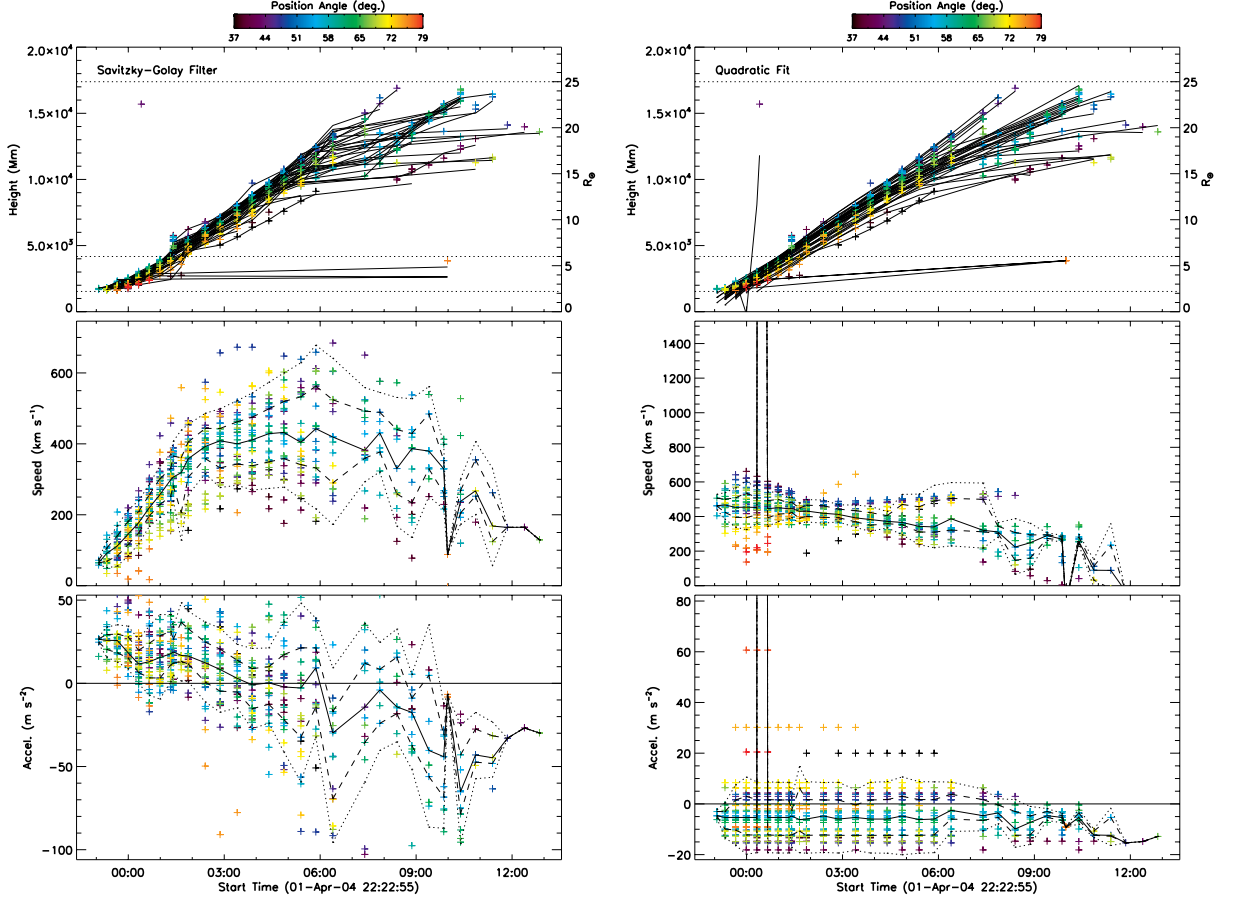 Position Angle (deg.)
37 44 51 58 65 72 79
Savitzky-Golay Filter
2.0×10⁴
1.5×10⁴
1.0×10⁴
5.0×10³
0
Height (Mm)
25
20
15
10
5
0
R⊙
600
400
200
0
Speed (km s⁻¹)
50
0
−50
−100
Accel. (m s⁻²)
00:00 03:00 06:00 09:00 12:00
Start Time (01-Apr-04 22:22:55)
Position Angle (deg.)
37 44 51 58 65 72 79
Quadratic Fit
2.0×10⁴
1.5×10⁴
1.0×10⁴
5.0×10³
0
Height (Mm)
25
20
15
10
5
0
R⊙
1400
1200
1000
800
600
400
200
0
Speed (km s⁻¹)
80
60
40
20
0
−20
Accel. (m s⁻²)
00:00 03:00 06:00 09:00 12:00
Start Time (01-Apr-04 22:22:55)